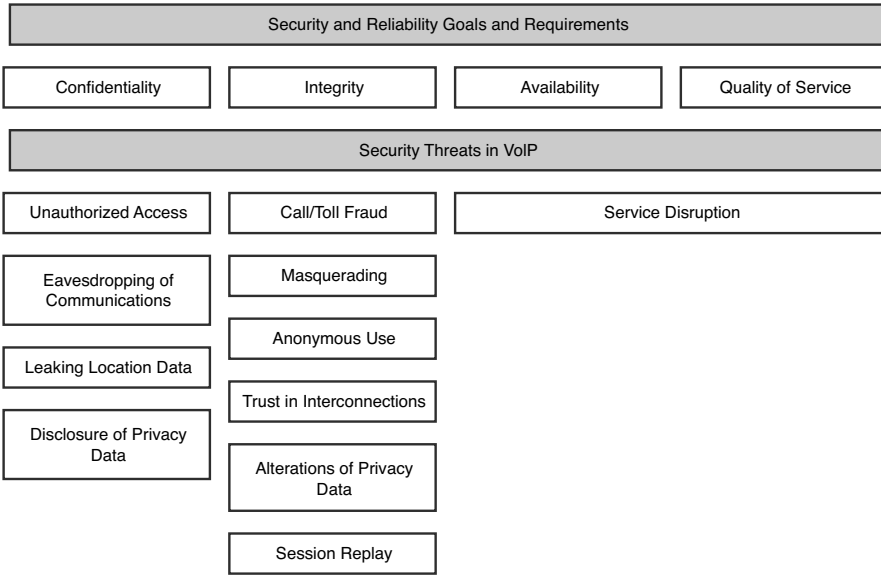 Security and Reliability Goals and Requirements
Confidentiality
Integrity
Availability
Quality of Service
Security Threats in VoIP
Unauthorized Access
Call/Toll Fraud
Service Disruption
Eavesdropping of
Communications
Masquerading
Anonymous Use
Leaking Location Data
Trust in Interconnections
Disclosure of Privacy
Data
Alterations of Privacy
Data
Session Replay